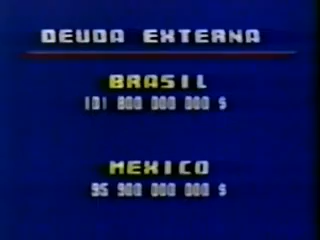 DEUDA EXTERNA
BRASIL
101 800 000 000 $
MEXICO
95 900 000 000 $